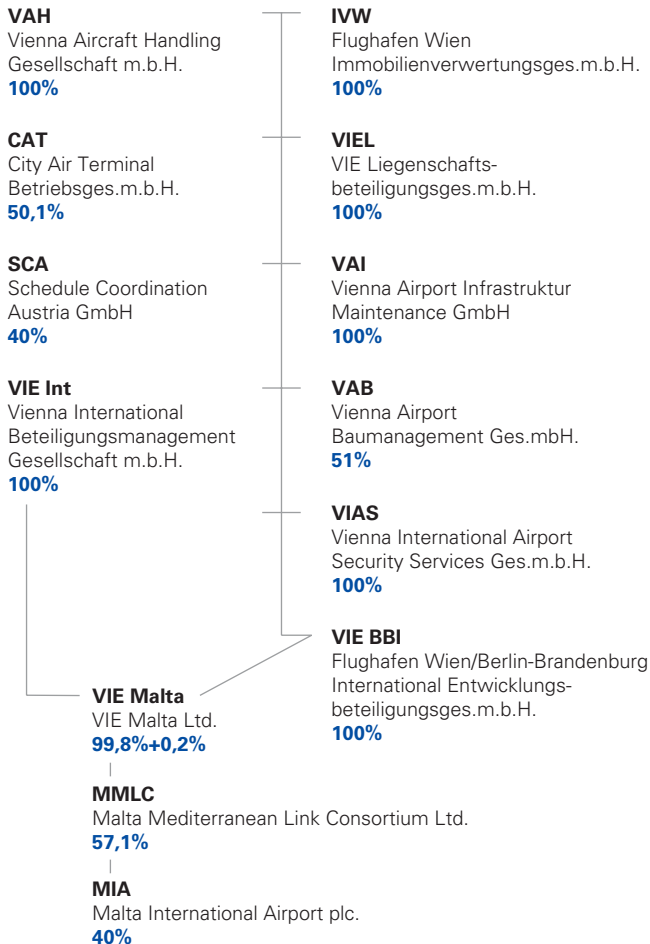 VAH
Vienna Aircraft Handling
Gesellschaft m.b.H.
100%
IVW
Flughafen Wien
Immobilienverwertungsges.m.b.H.
100%
CAT
City Air Terminal
Betriebsges.m.b.H.
50,1%
VIEL
VIE Liegenschafts-
beteiligungsges.m.b.H.
100%
SCA
Schedule Coordination
Austria GmbH
40%
VAI
Vienna Airport Infrastruktur
Maintenance GmbH
100%
VIE Int
Vienna International
Beteiligungsmanagement
Gesellschaft m.b.H.
100%
VAB
Vienna Airport
Baumanagement Ges.mbH.
51%
VIAS
Vienna International Airport
Security Services Ges.m.b.H.
100%
VIE BBI
Flughafen Wien/Berlin-Brandenburg
International Entwicklungs-
beteiligungsges.m.b.H.
100%
VIE Malta
VIE Malta Ltd.
99,8%+0,2%
MMLC
Malta Mediterranean Link Consortium Ltd.
57,1%
MIA
Malta International Airport plc.
40%